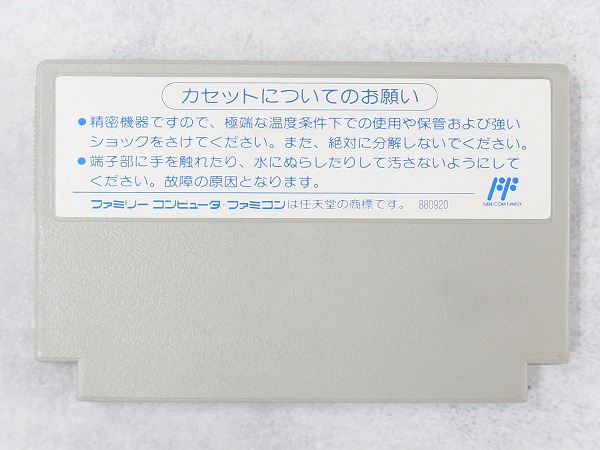 カセットについてのお願い
●精密機器ですので、極端な温度条件下での使用や保管および強い
ショックをさけてください。また、絶対に分解しないでください。
●端子部に手を触れたり、水にぬらしたりして汚さないようにして
ください。故障の原因となります。
ファミリー コンピュータ・ファミコンは任天堂の商標です。 880920
FF
FAMICOM FAMILY